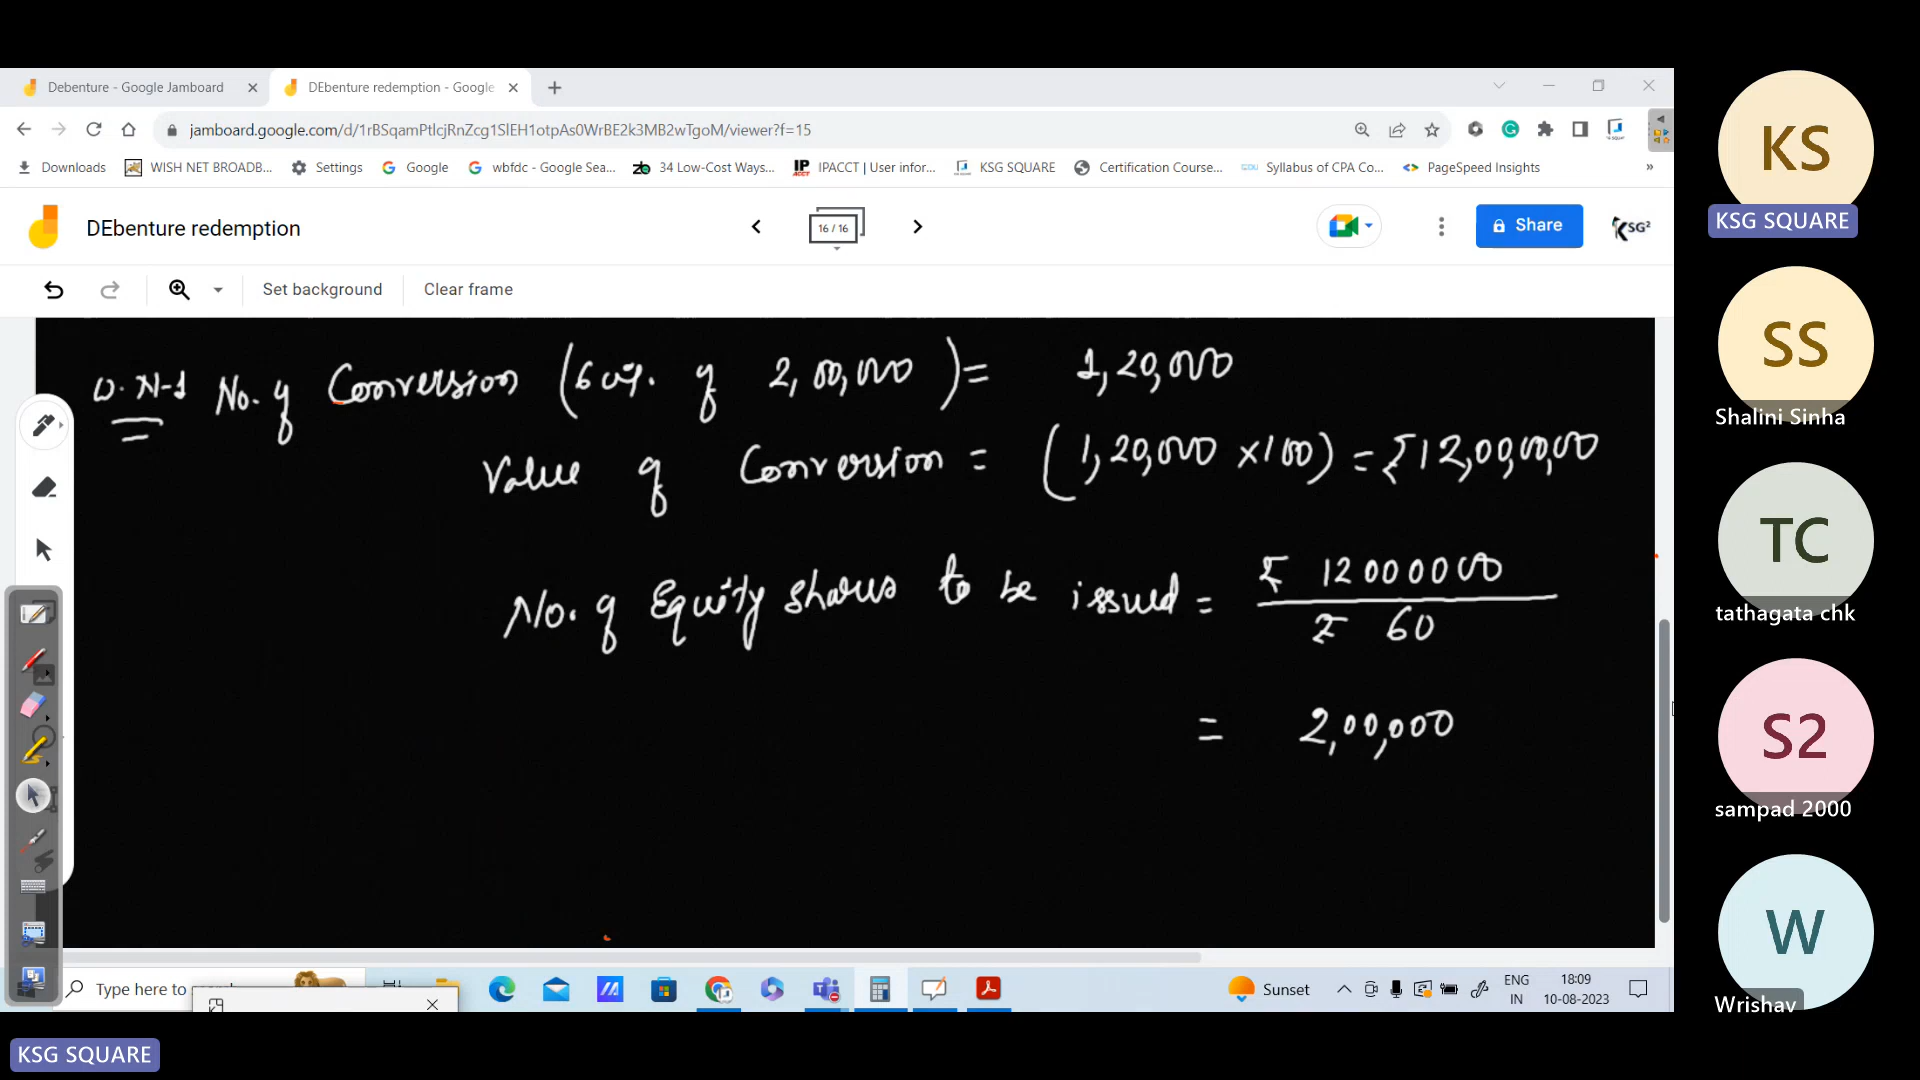 Debenture - Google Jamboard
DEbenture redemption - Google
jamboard.google.com/d/1rBSqamPtlcjRnZcg1SlEH1otpAs0WrBE2k3MB2wTgoM/viewer?f=15
Downloads WISH NET BROADB... Settings Google wbfdc - Google Sea... 34 Low-Cost Ways... IPACCT | User infor... KSG SQUARE Certification Course... Syllabus of CPA Co... PageSpeed Insights »
DEbenture redemption
16 / 16
Share
KSG²
Set background Clear frame
W.N-1 No. of Conversion (60%. of 2,00,000) = 1,20,000
Value of Conversion = (1,20,000 ×100) = ₹12,00,00,00
No. of Equity shares to be issued = ₹ 12000000
₹ 60
= 2,00,000
Type here to
Sunset
ENG
IN
18:09
10-08-2023
KS
KSG SQUARE
SS
Shalini Sinha
TC
tathagata chk
S2
sampad 2000
W
Wrishav
KSG SQUARE